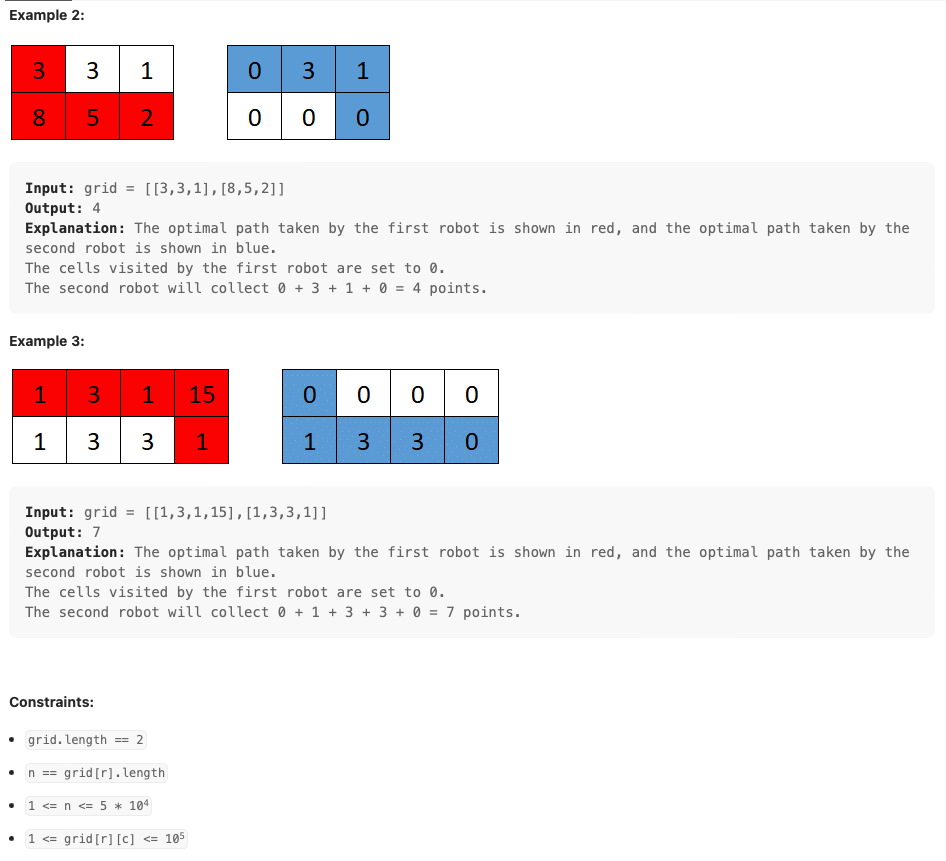 Example 2:
3 3 1 0 3 1
8 5 2 0 0 0
Input: grid = [[3,3,1],[8,5,2]]
Output: 4
Explanation: The optimal path taken by the first robot is shown in red, and the optimal path taken by the
second robot is shown in blue.
The cells visited by the first robot are set to 0.
The second robot will collect 0 + 3 + 1 + 0 = 4 points.
Example 3:
1 3 1 15 0 0 0 0
1 3 3 1 1 3 3 0
Input: grid = [[1,3,1,15],[1,3,3,1]]
Output: 7
Explanation: The optimal path taken by the first robot is shown in red, and the optimal path taken by the
second robot is shown in blue.
The cells visited by the first robot are set to 0.
The second robot will collect 0 + 1 + 3 + 3 + 0 = 7 points.
Constraints:
• grid.length == 2
• n == grid[r].length
• 1 <= n <= 5 * 10⁴
• 1 <= grid[r][c] <= 10⁵